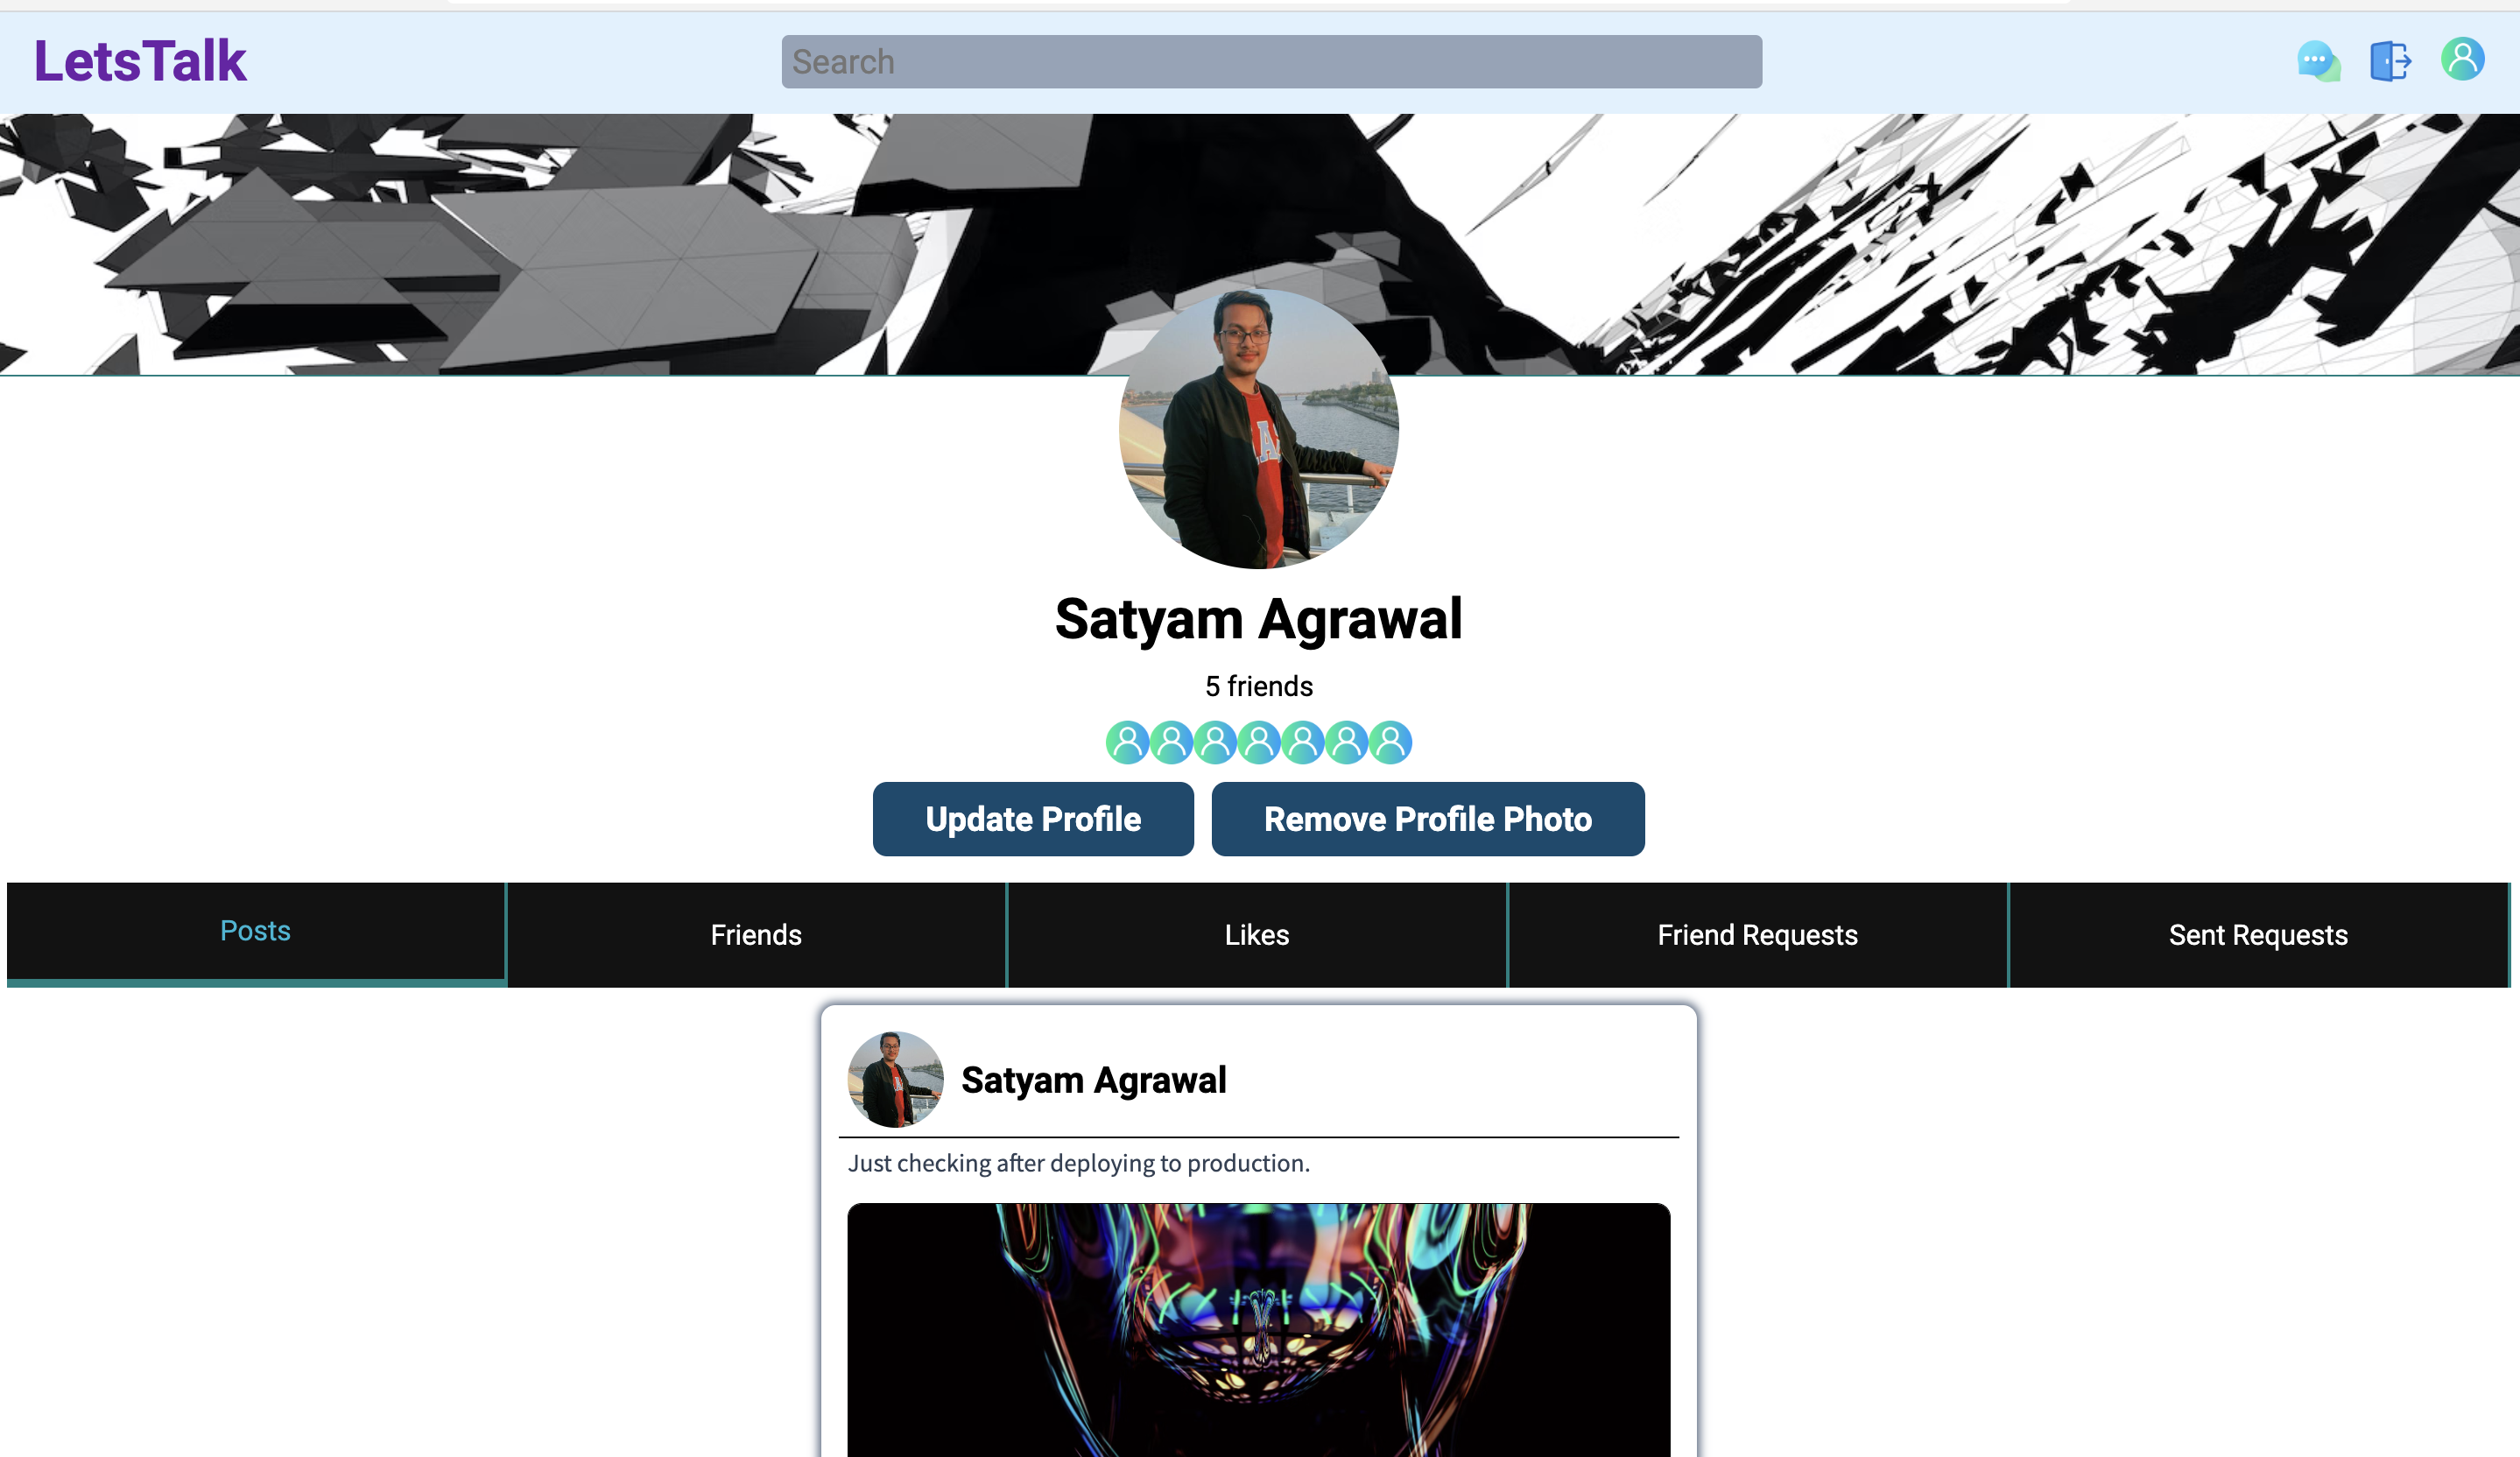 LetsTalk
Search
Satyam Agrawal
5 friends
Update Profile
Remove Profile Photo
Posts
Friends
Likes
Friend Requests
Sent Requests
Satyam Agrawal
Just checking after deploying to production.